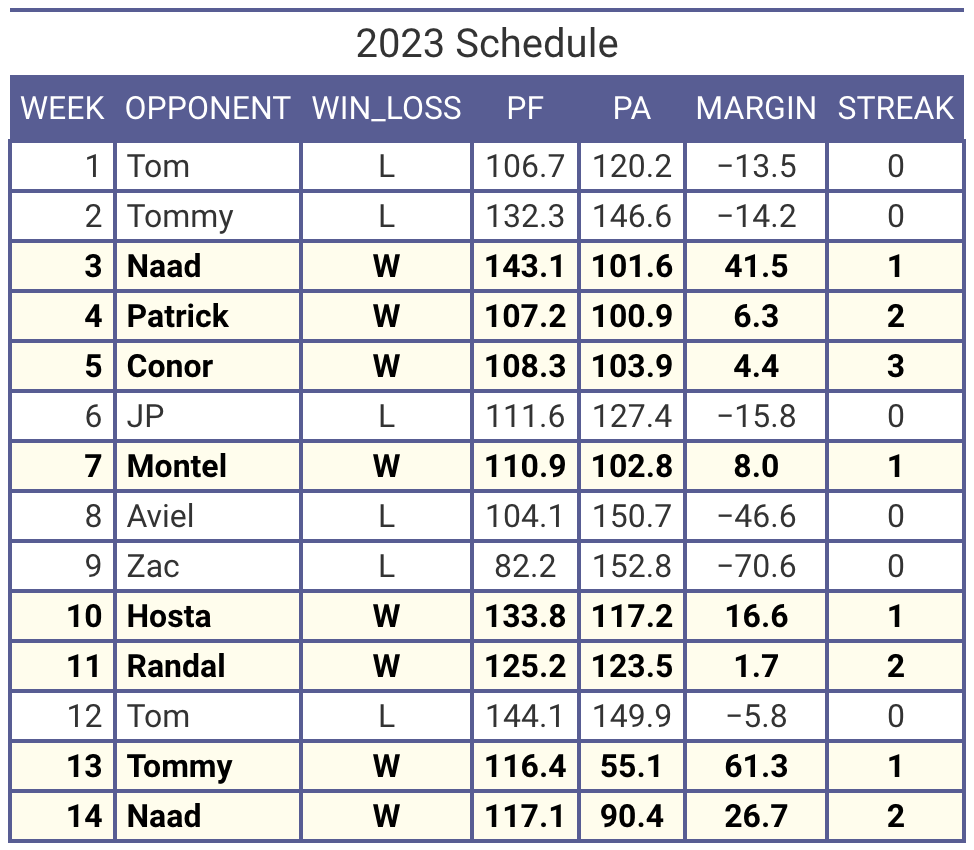 2023 Schedule
WEEK OPPONENT WIN_LOSS PF PA MARGIN STREAK
1 Tom L 106.7 120.2 −13.5 0
2 Tommy L 132.3 146.6 −14.2 0
3 Naad W 143.1 101.6 41.5 1
4 Patrick W 107.2 100.9 6.3 2
5 Conor W 108.3 103.9 4.4 3
6 JP L 111.6 127.4 −15.8 0
7 Montel W 110.9 102.8 8.0 1
8 Aviel L 104.1 150.7 −46.6 0
9 Zac L 82.2 152.8 −70.6 0
10 Hosta W 133.8 117.2 16.6 1
11 Randal W 125.2 123.5 1.7 2
12 Tom L 144.1 149.9 −5.8 0
13 Tommy W 116.4 55.1 61.3 1
14 Naad W 117.1 90.4 26.7 2